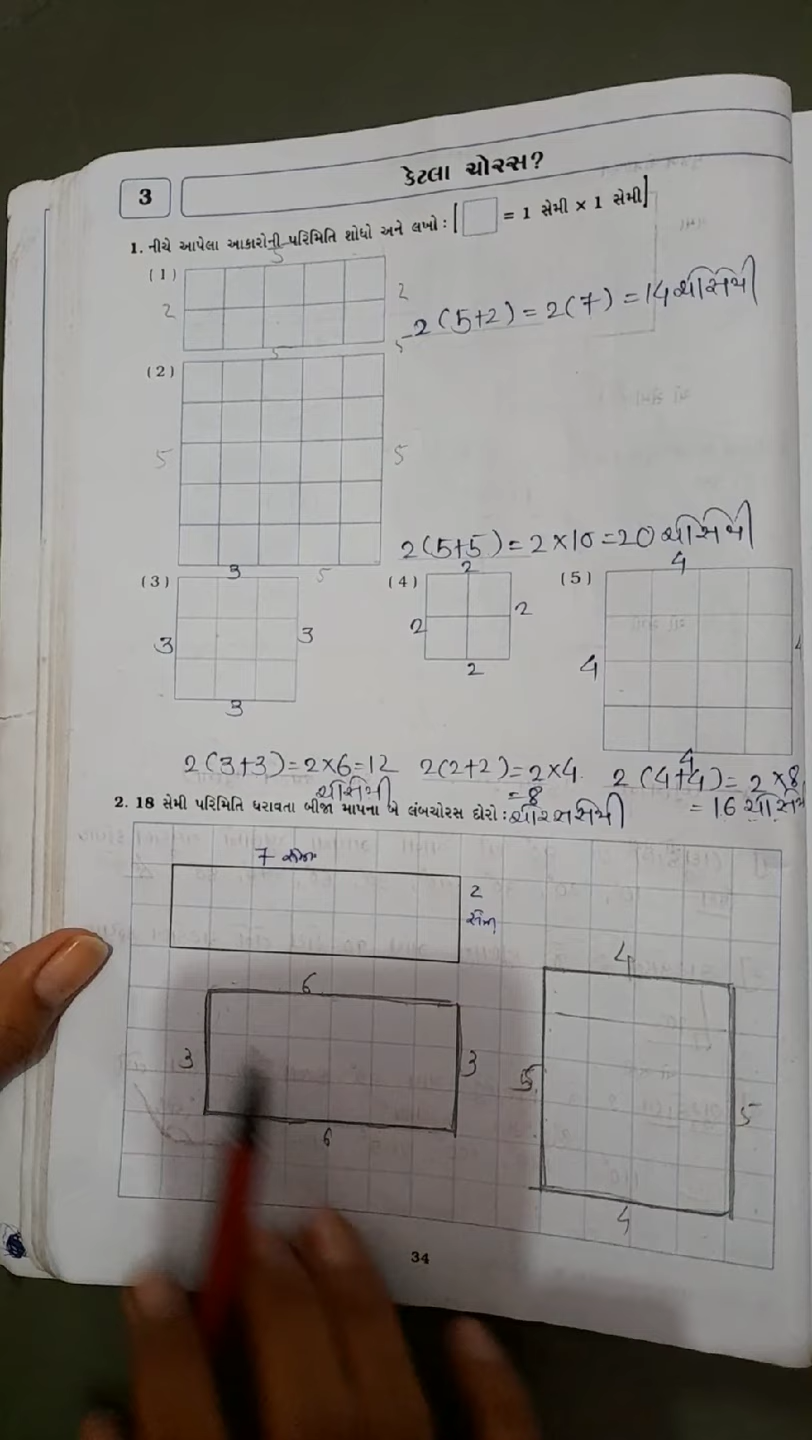 3
કેટલા ચોરસ?
1. નીચે આપેલા આકારોની પરિમિતિ શોધો અને લખો : [ = 1 સેમી × 1 સેમી]
(1)
5
2
2
5
2(5+2) = 2(7) = 14 ચોસેમી
(2)
5
5
5
2(5+5) = 2×10 = 20 ચોસેમી
(3)
3
3
3
3
(4)
2
2
2
2
(5)
4
4
4
4
2(3+3) = 2×6 = 12
ચોસેમી
2(2+2) = 2×4
= 8
ચોરસસેમી
2(4+4) = 2×8
= 16 ચોસેમી
2. 18 સેમી પરિમિતિ ધરાવતા બીજા માપના બે લંબચોરસ દોરો :
7 સેમી
2
સેમી
6
3
3
6
4
5
5
4
34